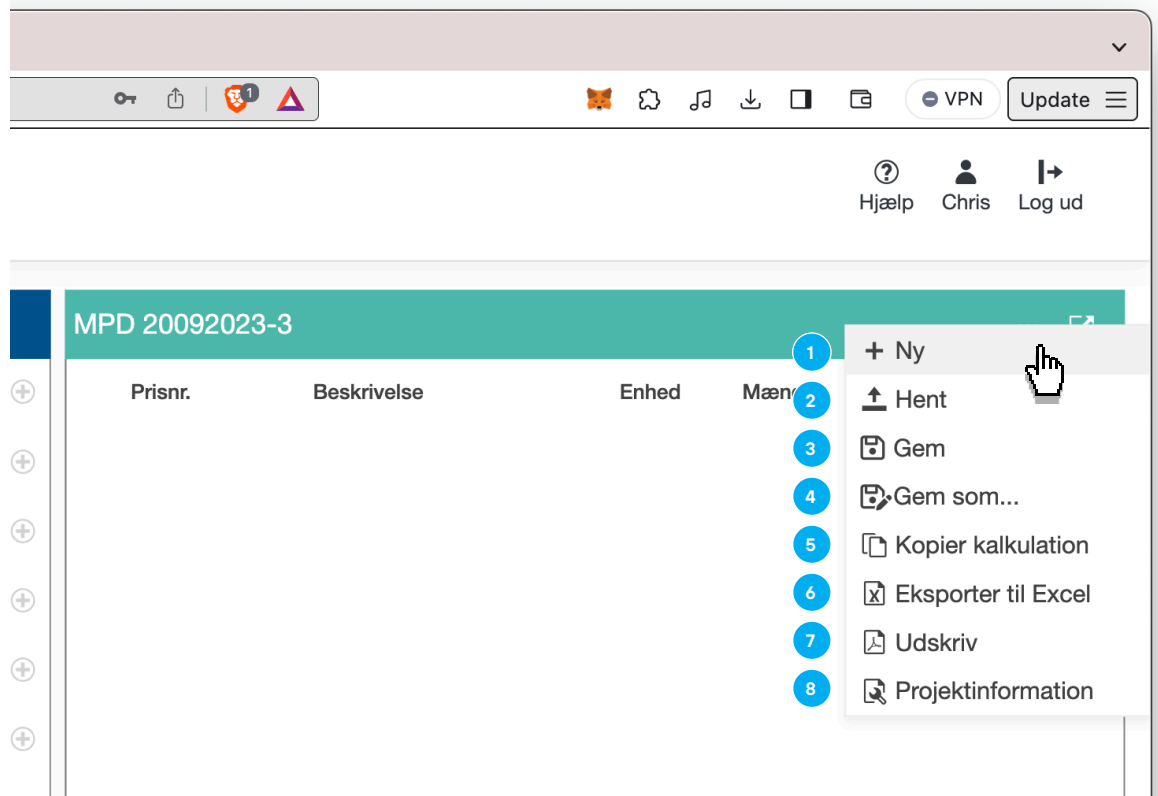 1
VPN
Update
Hjælp
Chris
Log ud
MPD 20092023-3
Prisnr. Beskrivelse Enhed
1 Ny
2 Hent
3 Gem
4 Gem som...
5 Kopier kalkulation
6 Eksporter til Excel
7 Udskriv
8 Projektinformation